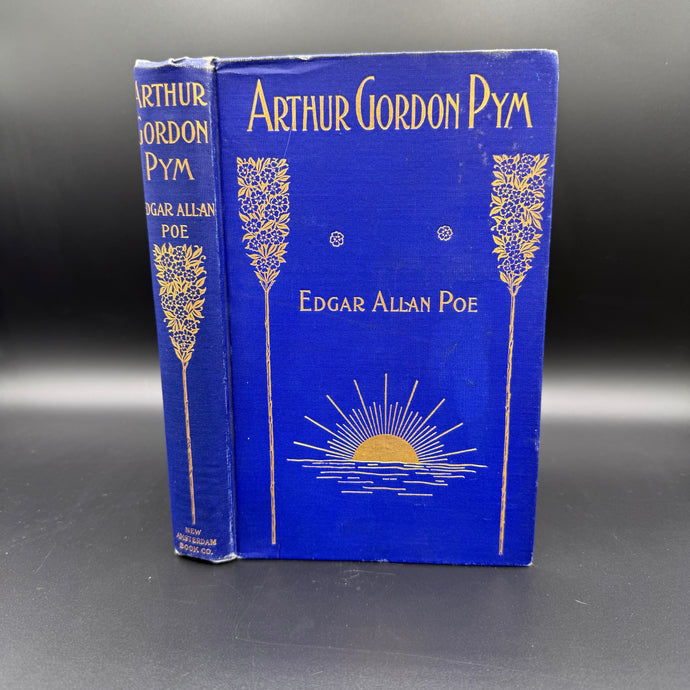 ARTHUR
GORDON
PYM
EDGAR ALLAN
POE
NEW
AMSTERDAM
BOOK CO.
ARTHUR GORDON PYM
EDGAR ALLAN POE